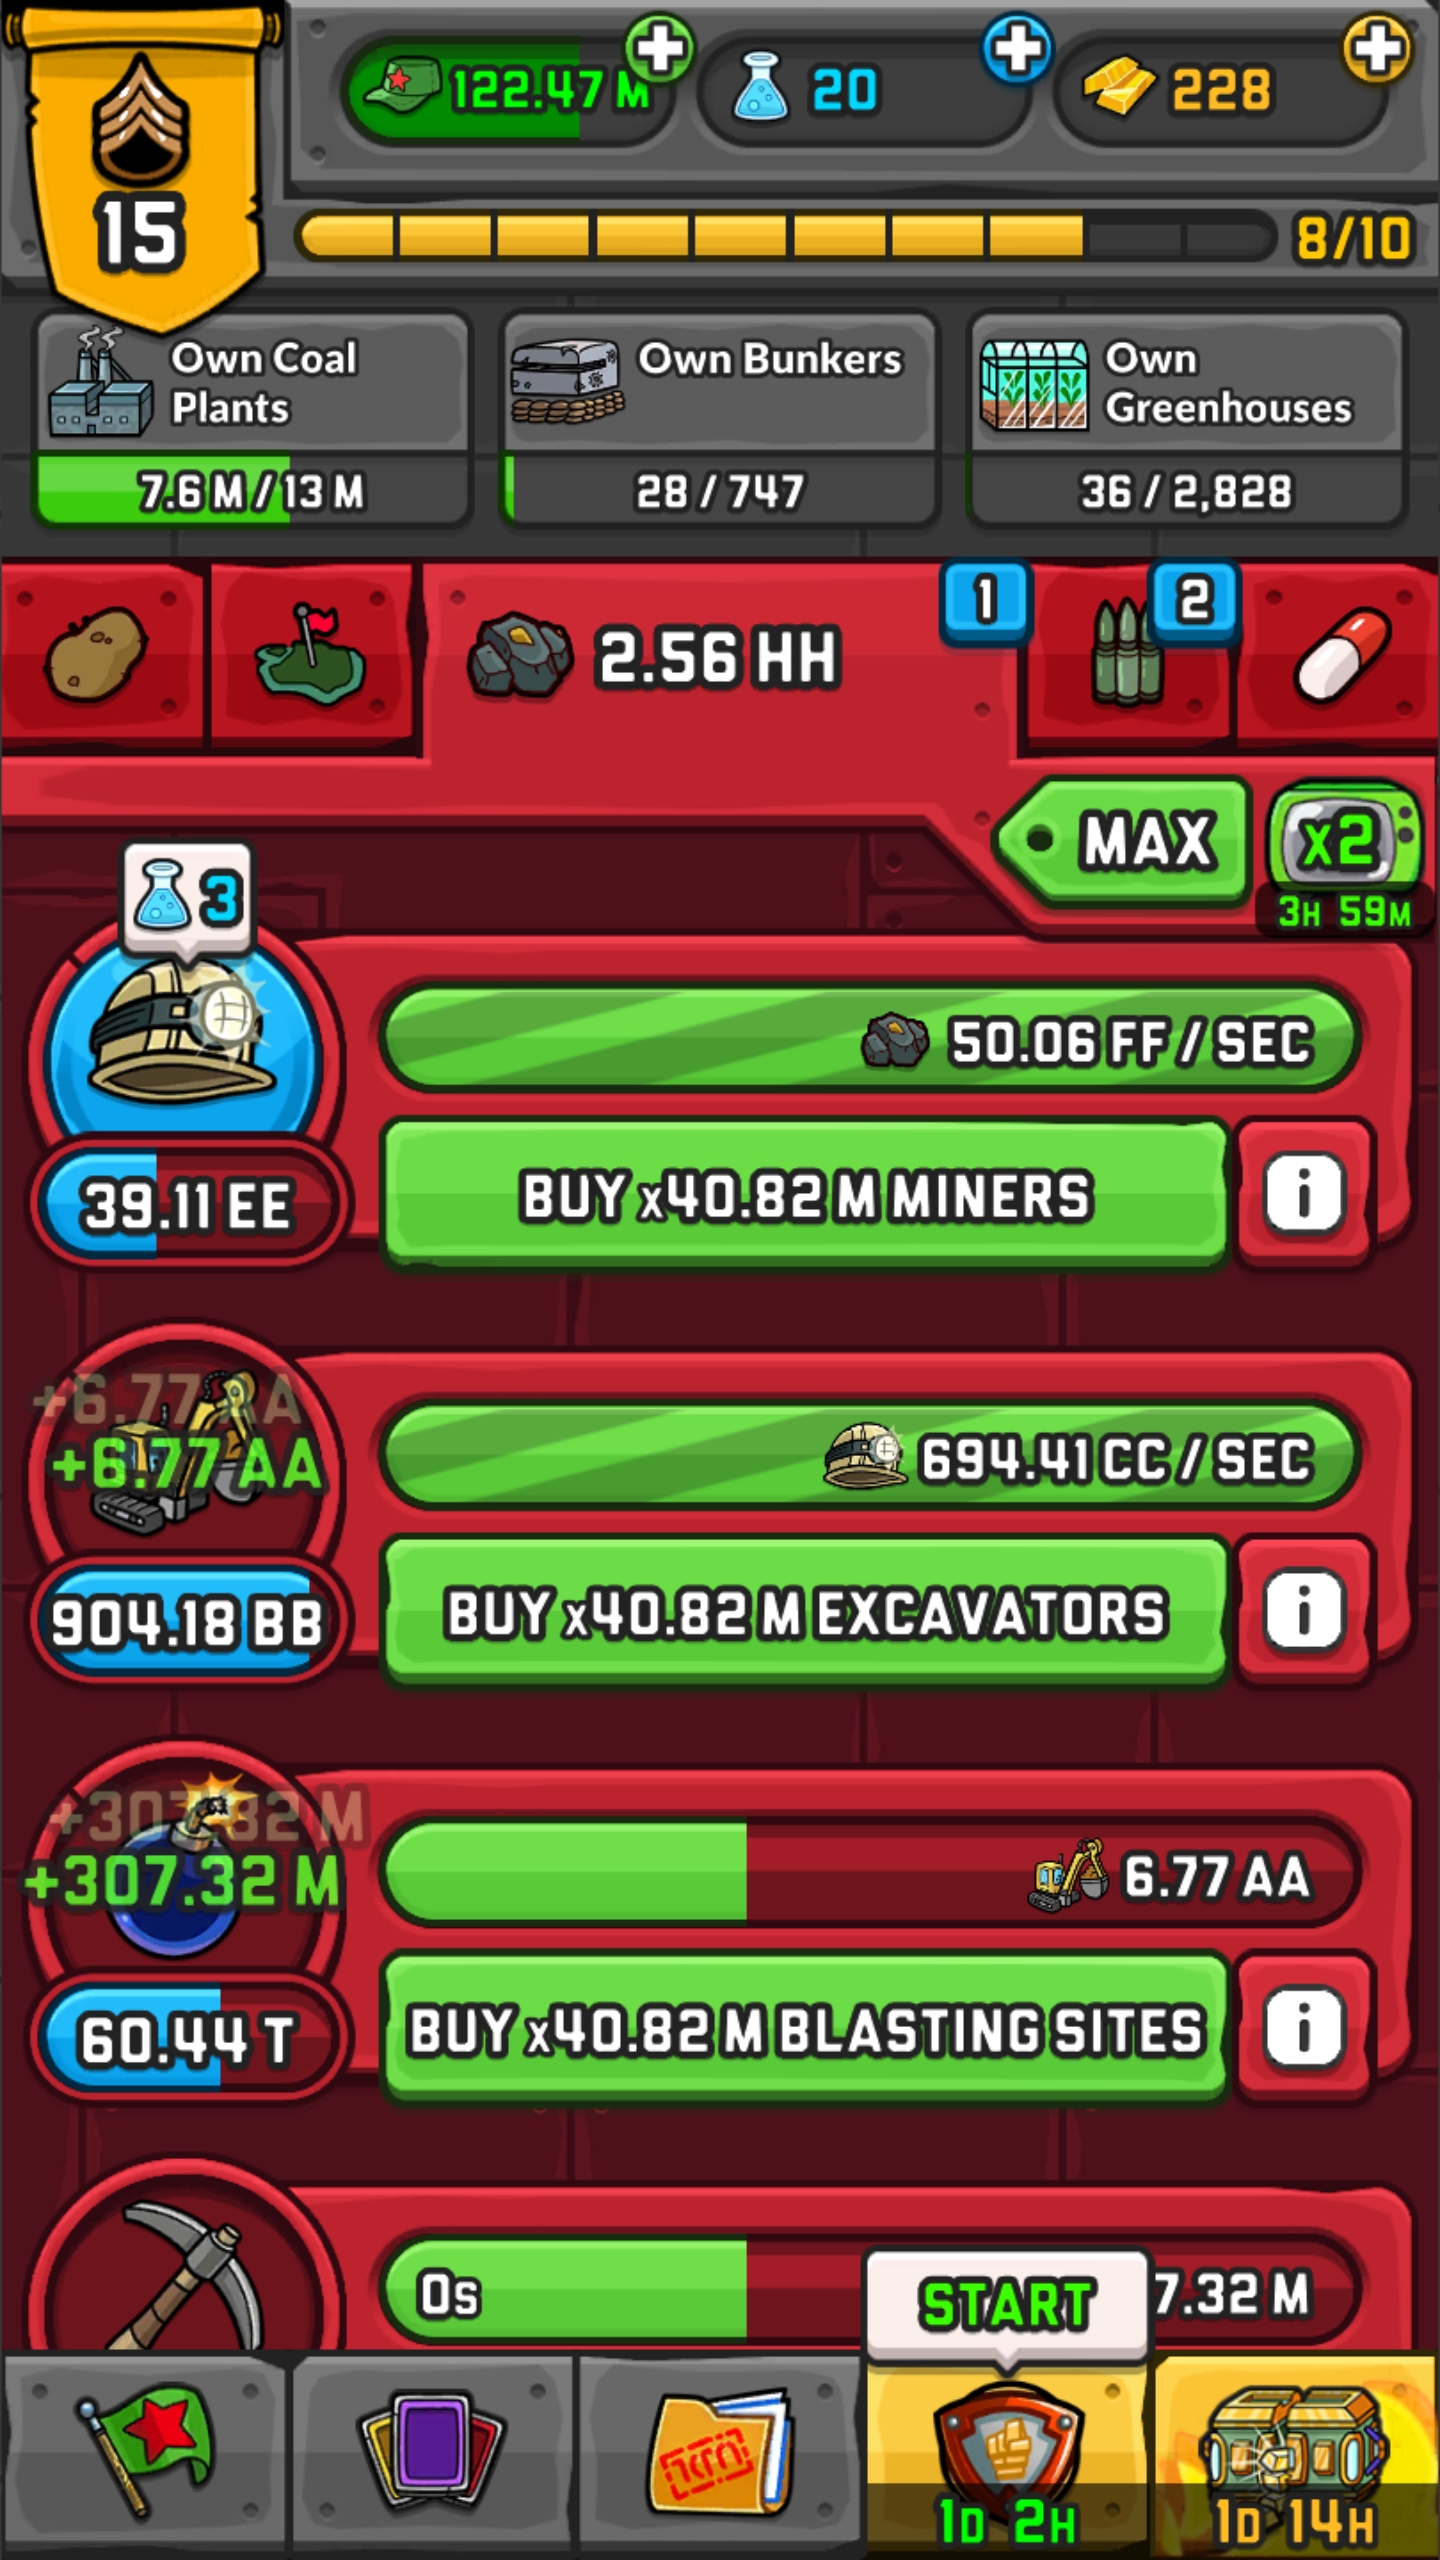 122.47 M
20
228
15
8/10
Own Coal
Plants
Own Bunkers
Own
Greenhouses
7.6 M / 13 M
28 / 747
36 / 2,828
2.56 HH
1
2
MAX
x2
3H 59M
3
50.06 FF / SEC
39.11 EE
BUY x40.82 M MINERS
i
+6.77 AA
+6.77 AA
694.41 CC / SEC
904.18 BB
BUY x40.82 M EXCAVATORS
i
+307.32 M
+307.32 M
6.77 AA
60.44 T
BUY x40.82 M BLASTING SITES
i
0s
7.32 M
START
1D 2H
1D 14H